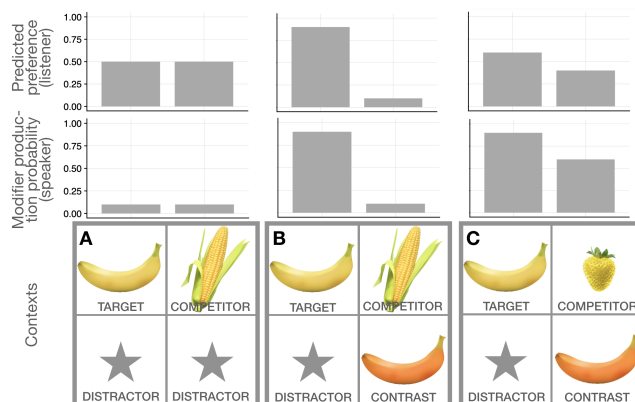 Predicted
preference
(listener)
1.00
0.75
0.50
0.25
0.00
Modifier produc-
tion probability
(speaker)
1.00
0.75
0.50
0.25
0.00
Contexts
A
TARGET
COMPETITOR
DISTRACTOR
DISTRACTOR
B
TARGET
COMPETITOR
DISTRACTOR
CONTRAST
C
TARGET
COMPETITOR
DISTRACTOR
CONTRAST